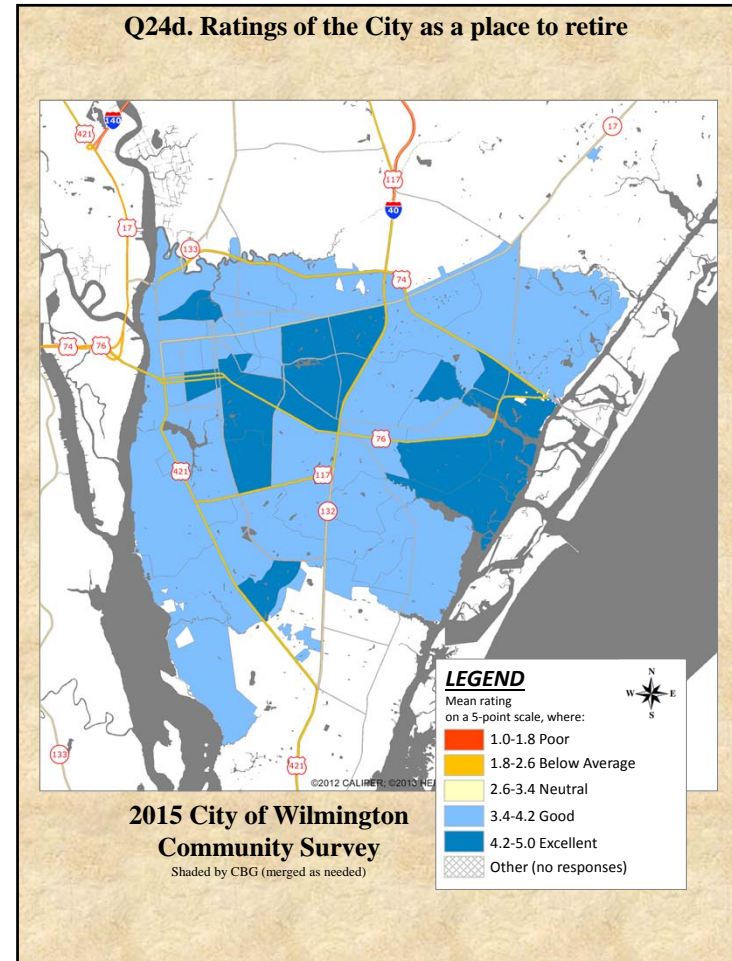 Q24d. Ratings of the City as a place to retire
140
421
17
117
17
40
133
74
74
76
76
421
117
132
LEGEND
Mean rating
on a 5-point scale, where:
1.0-1.8 Poor
1.8-2.6 Below Average
2.6-3.4 Neutral
3.4-4.2 Good
4.2-5.0 Excellent
Other (no responses)
N
W E
S
133
421
©2012 CALIPER; ©2013 HE
2015 City of Wilmington
Community Survey
Shaded by CBG (merged as needed)